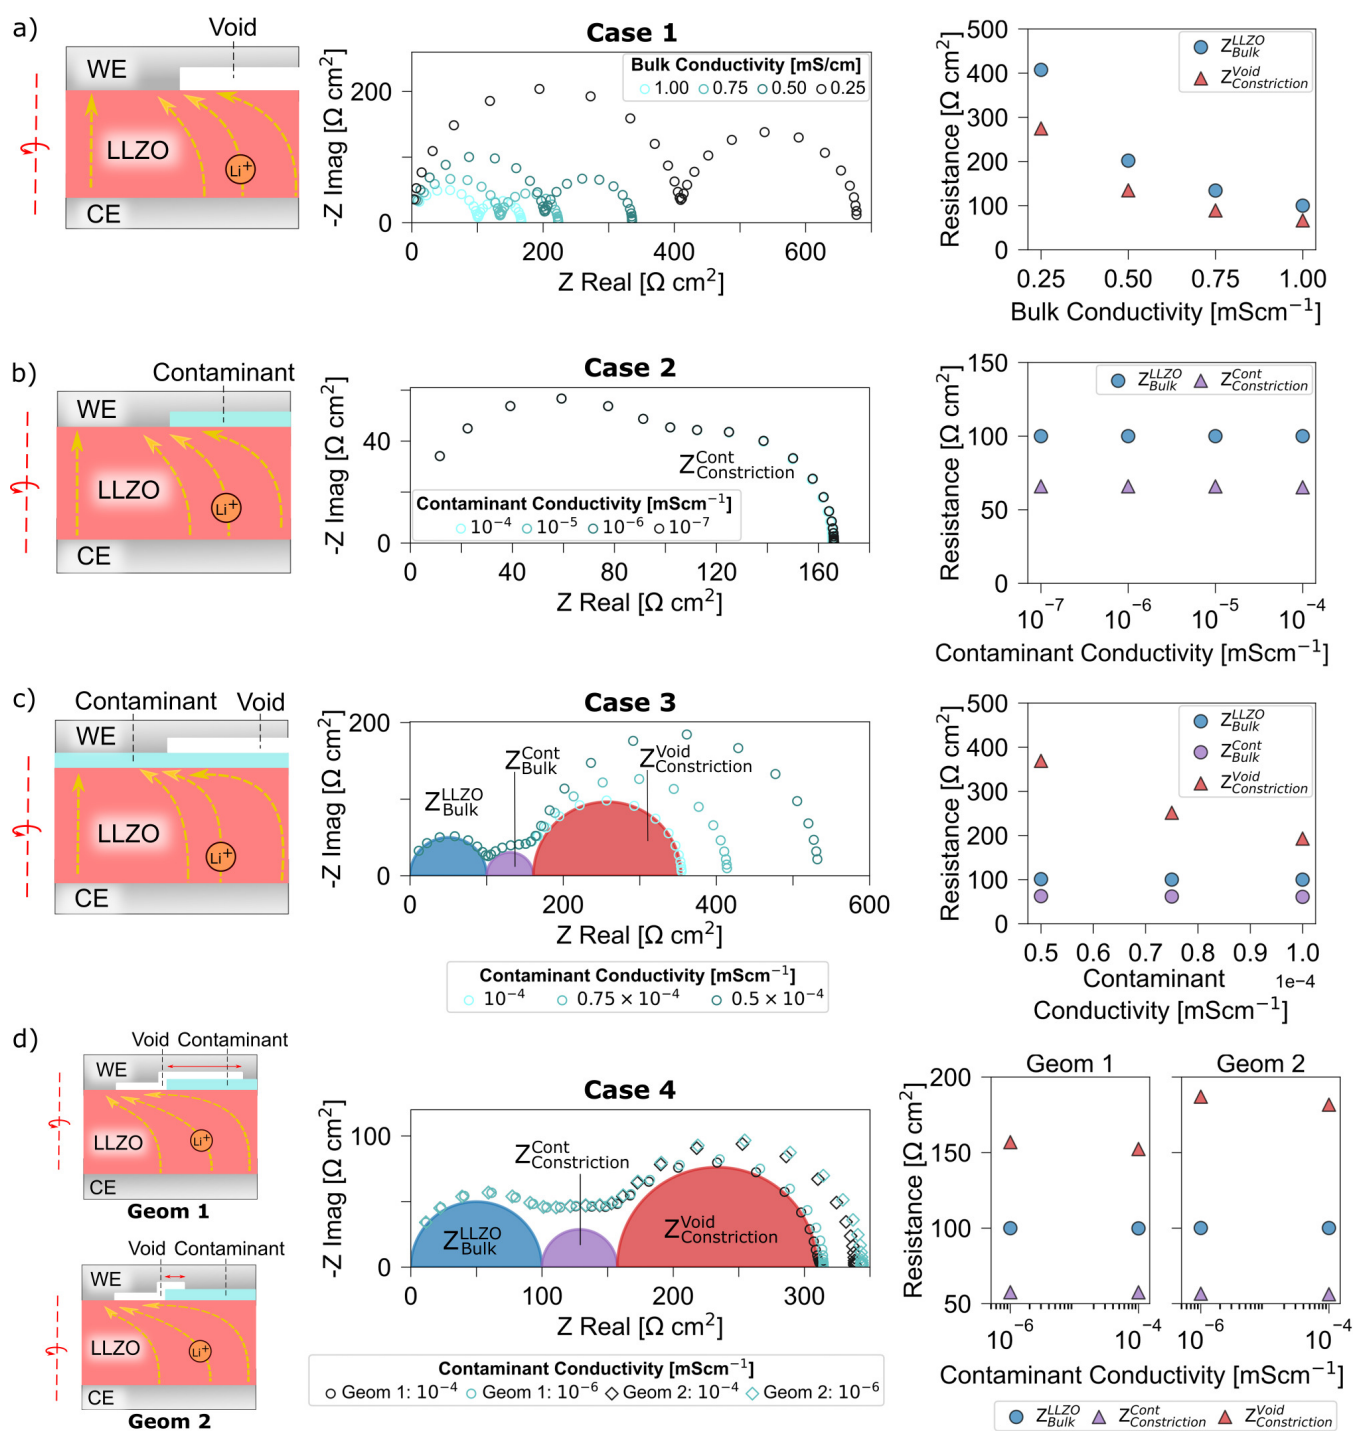 a)
Void
WE
LLZO
Li+
CE
Case 1
-Z Imag [Ω cm²]
200
0
Bulk Conductivity [mS/cm]
1.00 0.75 0.50 0.25
0 200 400 600
Z Real [Ω cm²]
Resistance [Ω cm²]
500
400
300
200
100
0
Z LLZO Bulk
Z Void Constriction
0.25 0.50 0.75 1.00
Bulk Conductivity [mScm⁻¹]
b)
Contaminant
WE
LLZO
Li+
CE
Case 2
-Z Imag [Ω cm²]
40
0
Z Cont Constriction
Contaminant Conductivity [mScm⁻¹]
10⁻⁴ 10⁻⁵ 10⁻⁶ 10⁻⁷
0 40 80 120 160
Z Real [Ω cm²]
Resistance [Ω cm²]
150
100
50
0
Z LLZO Bulk Z Cont Constriction
10⁻⁷ 10⁻⁶ 10⁻⁵ 10⁻⁴
Contaminant Conductivity [mScm⁻¹]
c)
Contaminant Void
WE
LLZO
Li+
CE
Case 3
-Z Imag [Ω cm²]
200
0
Z LLZO Bulk
Z Cont Bulk
Z Void Constriction
0 200 400 600
Z Real [Ω cm²]
Contaminant Conductivity [mScm⁻¹]
10⁻⁴ 0.75 × 10⁻⁴ 0.5 × 10⁻⁴
Resistance [Ω cm²]
500
400
300
200
100
0
Z LLZO Bulk
Z Cont Bulk
Z Void Constriction
0.5 0.6 0.7 0.8 0.9 1.0
1e−4
Contaminant
Conductivity [mScm⁻¹]
d)
Void Contaminant
WE
LLZO
Li+
CE
Geom 1
Void Contaminant
WE
LLZO
Li+
CE
Geom 2
Case 4
-Z Imag [Ω cm²]
100
0
Z LLZO Bulk
Z Cont Constriction
Z Void Constriction
0 100 200 300
Z Real [Ω cm²]
Contaminant Conductivity [mScm⁻¹]
Geom 1: 10⁻⁴ Geom 1: 10⁻⁶ Geom 2: 10⁻⁴ Geom 2: 10⁻⁶
Geom 1 Geom 2
Resistance [Ω cm²]
200
150
100
50
10⁻⁶ 10⁻⁴ 10⁻⁶ 10⁻⁴
Contaminant Conductivity [mScm⁻¹]
Z LLZO Bulk Z Cont Constriction Z Void Constriction